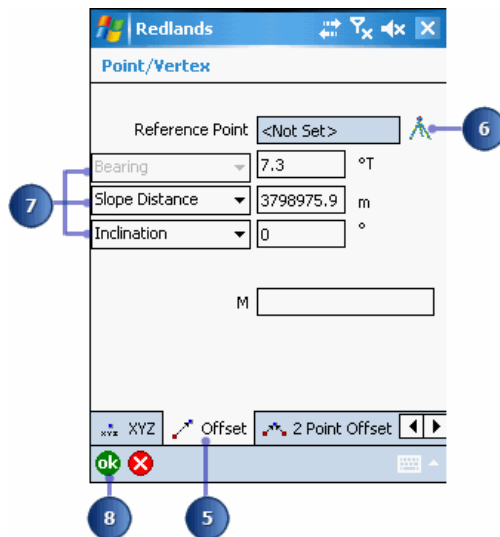 Redlands
Point/Vertex
Reference Point <Not Set> 6
Bearing 7.3 °T
7 Slope Distance 3798975.9 m
Inclination 0 °
M
XYZ XYZ Offset 2 Point Offset
ok
8 5